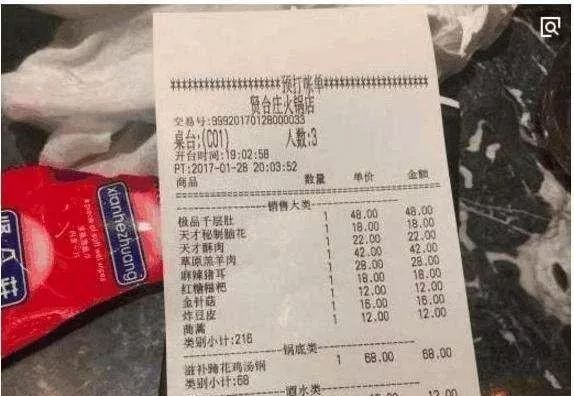 ********************预打账单********************
贤合庄火锅店
交易号:99920170128000033
桌台:(C01) 人数:3
开台时间:19:02:58
PT:2017-01-28 20:03:52
商品 数量 单价 金额
销售大类
极品千层肚 1 48.00 48.00
天才秘制脑花 1 18.00 18.00
天才酥肉 1 22.00 22.00
草原羔羊肉 1 42.00 42.00
麻辣猪耳 1 28.00 28.00
红糖糍粑 1 18.00 18.00
金针菇 1 12.00 12.00
炸豆皮 1 16.00 16.00
茼蒿 1 12.00 12.00
类别小计:216
锅底类
滋补蹄花鸡汤锅 1 68.00 68.00
类别小计:68
酒水类
12.00
xianhezhuang